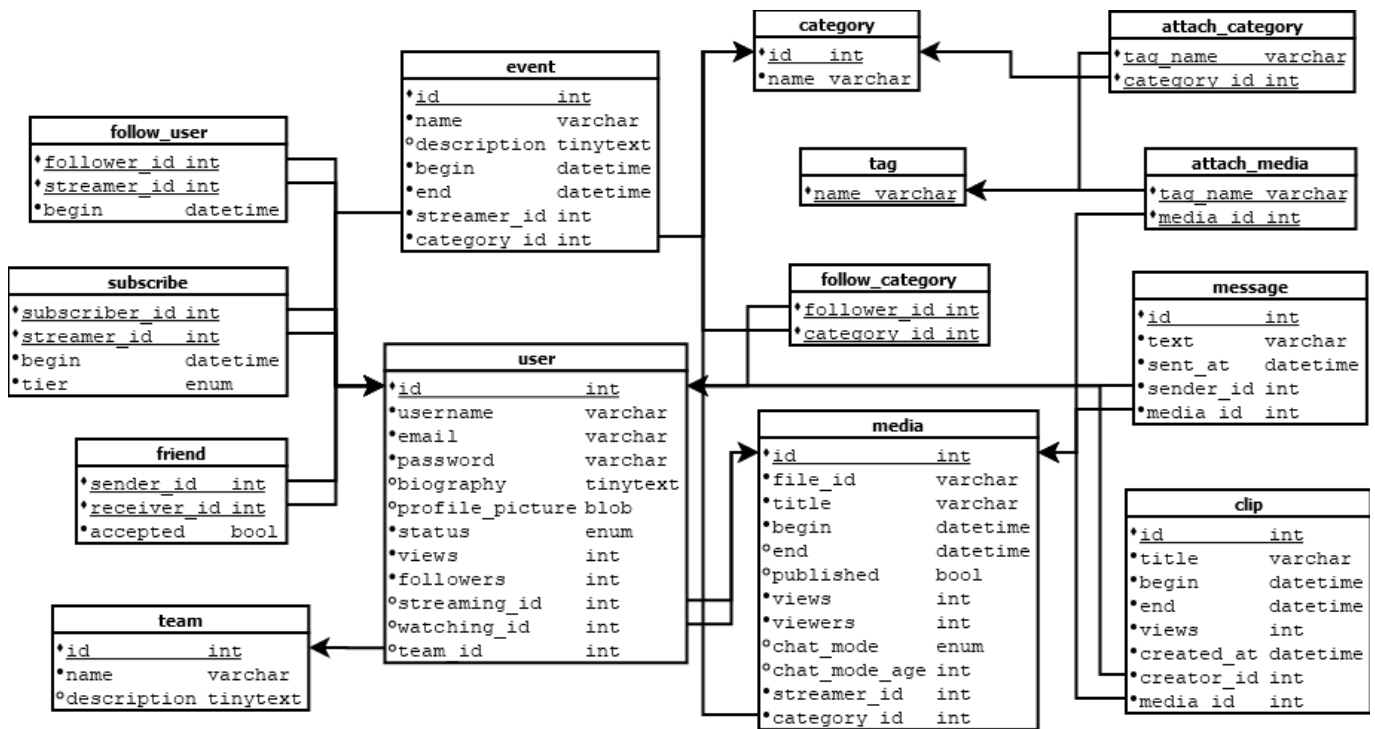 category
id int
name varchar
attach_category
tag_name varchar
category_id int
event
id int
name varchar
description tinytext
begin datetime
end datetime
streamer_id int
category_id int
follow_user
follower_id int
streamer_id int
begin datetime
tag
name varchar
attach_media
tag_name varchar
media_id int
subscribe
subscriber_id int
streamer_id int
begin datetime
tier enum
follow_category
follower_id int
category_id int
message
id int
text varchar
sent_at datetime
sender_id int
media_id int
user
id int
username varchar
email varchar
password varchar
biography tinytext
profile_picture blob
status enum
views int
followers int
streaming_id int
watching_id int
team_id int
media
id int
file_id varchar
title varchar
begin datetime
end datetime
published bool
views int
viewers int
chat_mode enum
chat_mode_age int
streamer_id int
category_id int
friend
sender_id int
receiver_id int
accepted bool
clip
id int
title varchar
begin datetime
end datetime
views int
created_at datetime
creator_id int
media_id int
team
id int
name varchar
description tinytext